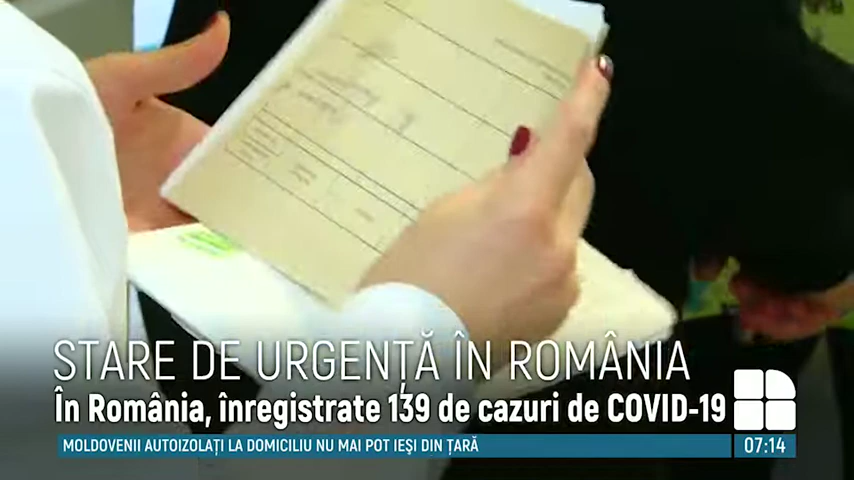 STARE DE URGENȚĂ ÎN ROMÂNIA
În România, înregistrate 139 de cazuri de COVID-19
MOLDOVENII AUTOIZOLAȚI LA DOMICILIU NU MAI POT IEȘI DIN ȚARĂ
07:14